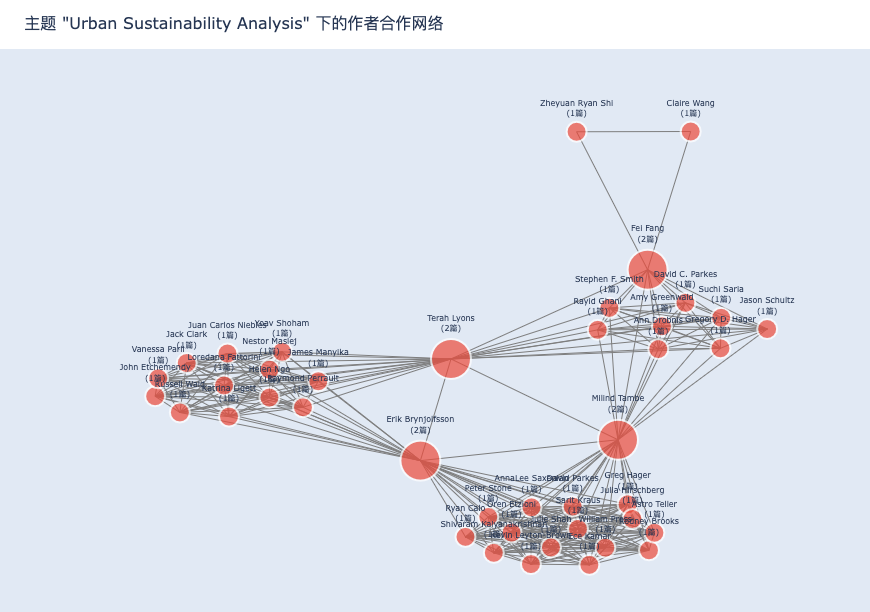 主题 "Urban Sustainability Analysis" 下的作者合作网络
Zheyuan Ryan Shi
(1篇)
Claire Wang
(1篇)
Fei Fang
(2篇)
Stephen F. Smith
(1篇)
David C. Parkes
(1篇)
Suchi Saria
(1篇)
Rayid Ghani
(1篇)
Amy Greenwald
(1篇)
Jason Schultz
(1篇)
Ann Drobnis
(1篇)
Gregory D. Hager
(1篇)
Terah Lyons
(2篇)
Juan Carlos Niebles
(1篇)
Yoav Shoham
(1篇)
Jack Clark
(1篇)
Nestor Maslej
(1篇)
Vanessa Parli
(1篇)
Loredana Fattorini
(1篇)
James Manyika
(1篇)
John Etchemendy
(1篇)
Helen Ngo
(1篇)
Russell Wald
(1篇)
Katrina Ligett
(1篇)
Raymond Perrault
(1篇)
Milind Tambe
(2篇)
Erik Brynjolfsson
(2篇)
AnnaLee Saxenian
(1篇)
David Parkes
(1篇)
Greg Hager
(1篇)
Peter Stone
(1篇)
Julia Hirschberg
(1篇)
Oren Etzioni
(1篇)
Sarit Kraus
(1篇)
Astro Teller
(1篇)
Ryan Calo
(1篇)
Shivaram Kalyanakrishnan
(1篇)
Julie Shah
(1篇)
William Press
(1篇)
Rodney Brooks
(1篇)
Kevin Leyton-Brown
(1篇)
Ece Kamar
(1篇)